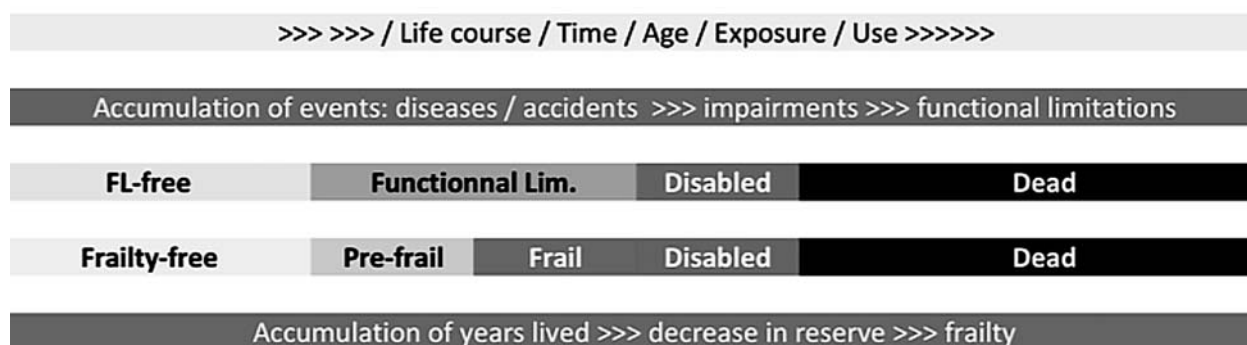 >>> >>> / Life course / Time / Age / Exposure / Use >>>>>>
Accumulation of events: diseases / accidents >>> impairments >>> functional limitations
FL-free Functionnal Lim. Disabled Dead
Frailty-free Pre-frail Frail Disabled Dead
Accumulation of years lived >>> decrease in reserve >>> frailty